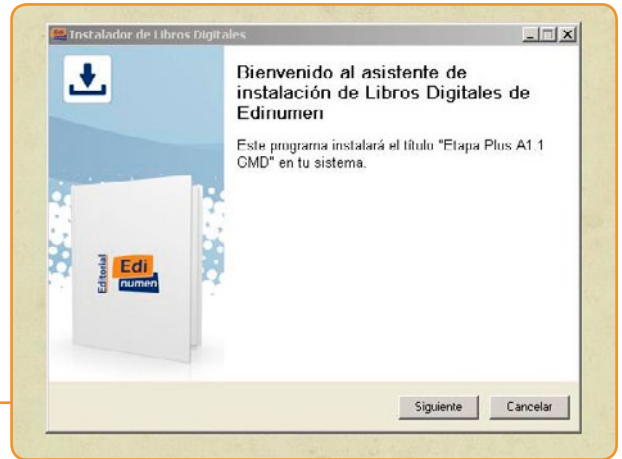 Instalador de Libros Digitales
Bienvenido al asistente de
instalación de Libros Digitales de
Edinumen
Este programa instalará el título "Etapa Plus A1.1
CMD" en tu sistema.
Editorial
Edi
numen
Siguiente
Cancelar